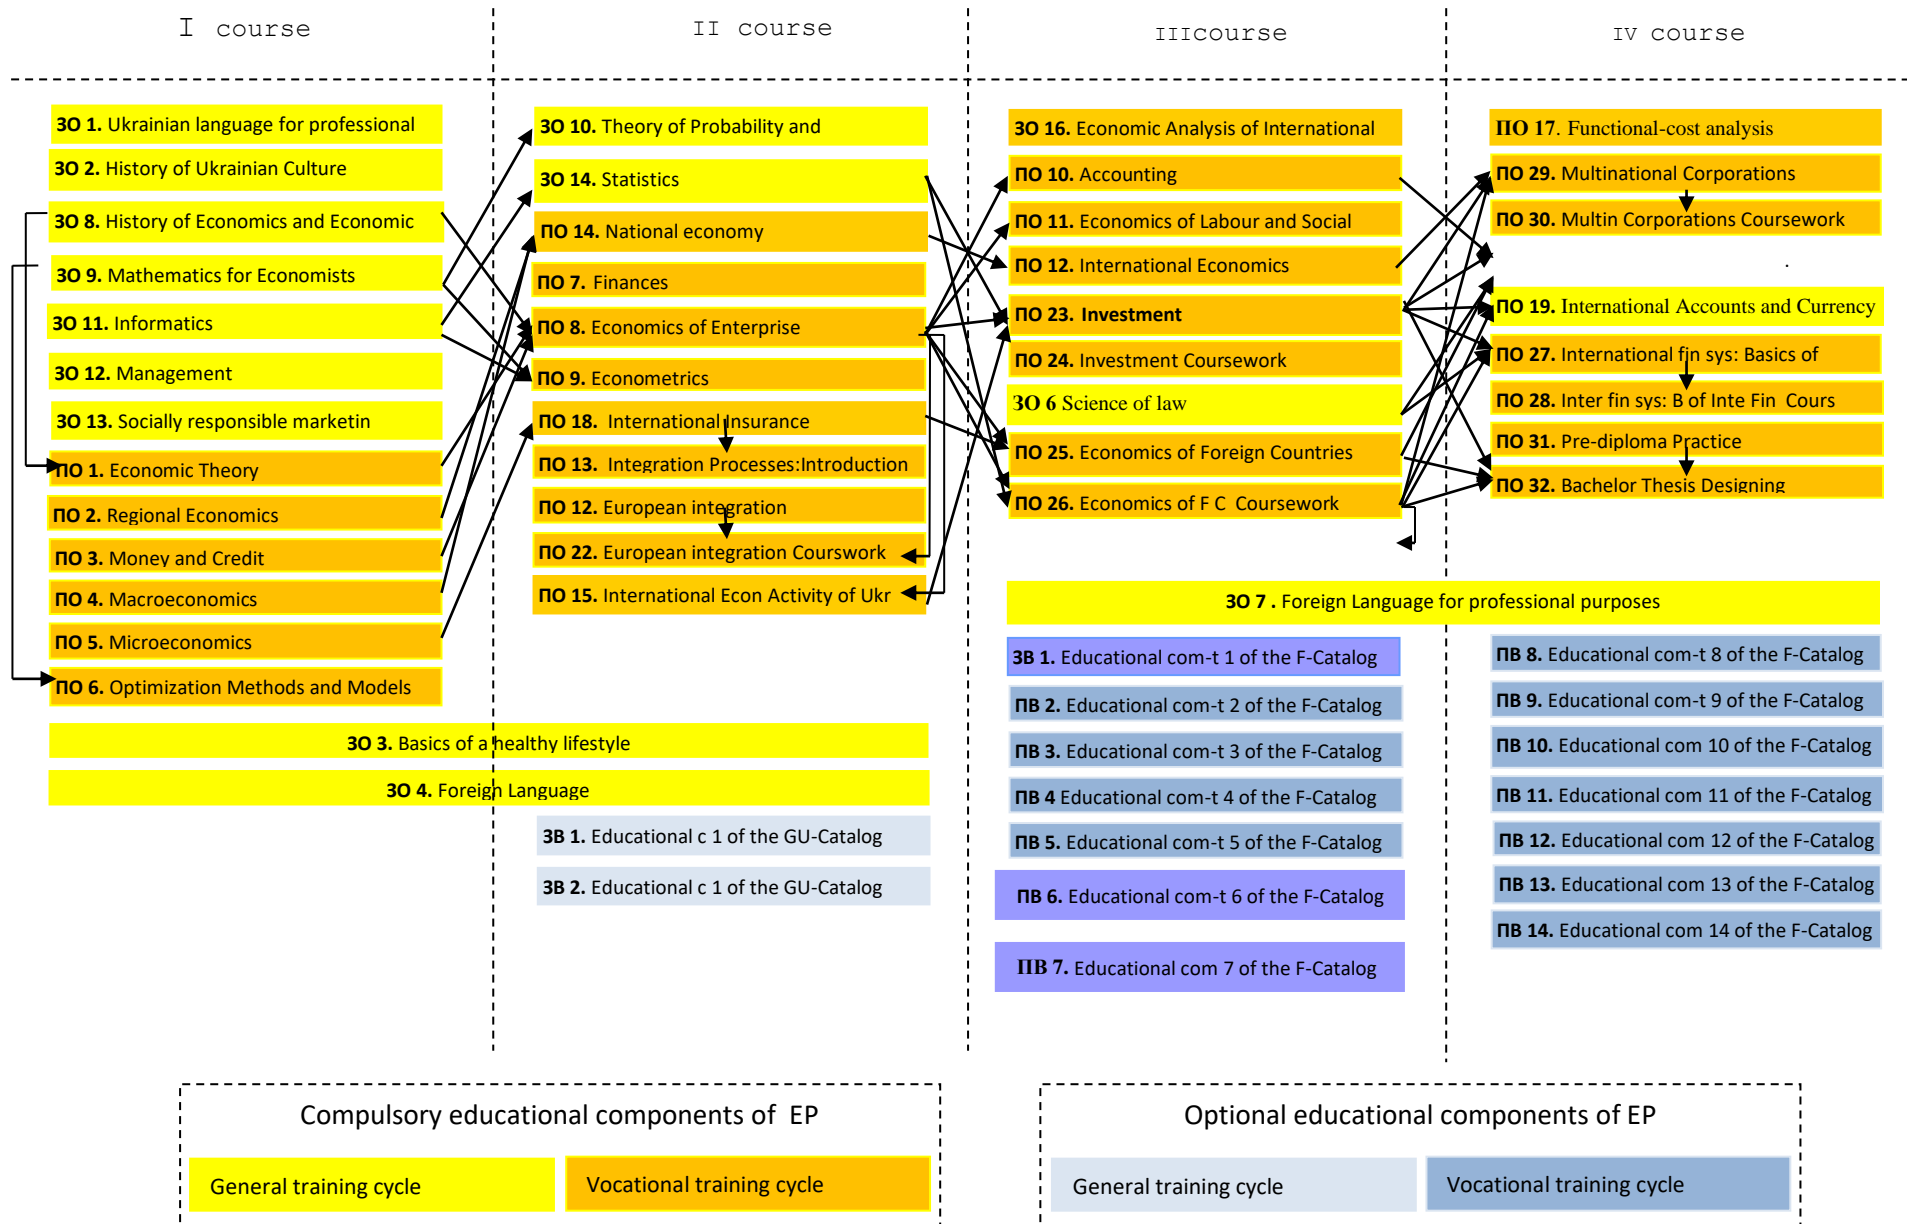 I course
II course
IIIcourse
IV course
ЗО 1. Ukrainian language for professional
ЗО 2. History of Ukrainian Culture
ЗО 8. History of Economics and Economic
ЗО 9. Mathematics for Economists
ЗО 11. Informatics
ЗО 12. Management
ЗО 13. Socially responsible marketin
ПО 1. Economic Theory
ПО 2. Regional Economics
ПО 3. Money and Credit
ПО 4. Macroeconomics
ПО 5. Microeconomics
ПО 6. Optimization Methods and Models
ЗО 10. Theory of Probability and
ЗО 14. Statistics
ПО 14. National economy
ПО 7. Finances
ПО 8. Economics of Enterprise
ПО 9. Econometrics
ПО 18. International Insurance
ПО 13. Integration Processes:Introduction
ПО 12. European integration
ПО 22. European integration Courswork
ПО 15. International Econ Activity of Ukr
ЗО 16. Economic Analysis of International
ПО 10. Accounting
ПО 11. Economics of Labour and Social
ПО 12. International Economics
ПО 23. Investment
ПО 24. Investment Coursework
ЗО 6 Science of law
ПО 25. Economics of Foreign Countries
ПО 26. Economics of F C Coursework
ПО 17. Functional-cost analysis
ПО 29. Multinational Corporations
ПО 30. Multin Corporations Coursework
.
ПО 19. International Accounts and Currency
ПО 27. International fin sys: Basics of
ПО 28. Inter fin sys: B of Inte Fin Cours
ПО 31. Pre-diploma Practice
ПО 32. Bachelor Thesis Designing
ЗО 3. Basics of a healthy lifestyle
ЗО 4. Foreign Language
ЗВ 1. Educational c 1 of the GU-Catalog
ЗВ 2. Educational c 1 of the GU-Catalog
ЗО 7 . Foreign Language for professional purposes
ЗВ 1. Educational com-t 1 of the F-Catalog
ПВ 2. Educational com-t 2 of the F-Catalog
ПВ 3. Educational com-t 3 of the F-Catalog
ПВ 4 Educational com-t 4 of the F-Catalog
ПВ 5. Educational com-t 5 of the F-Catalog
ПВ 6. Educational com-t 6 of the F-Catalog
ПВ 7. Educational com 7 of the F-Catalog
ПВ 8. Educational com-t 8 of the F-Catalog
ПВ 9. Educational com-t 9 of the F-Catalog
ПВ 10. Educational com 10 of the F-Catalog
ПВ 11. Educational com 11 of the F-Catalog
ПВ 12. Educational com 12 of the F-Catalog
ПВ 13. Educational com 13 of the F-Catalog
ПВ 14. Educational com 14 of the F-Catalog
Compulsory educational components of EP
General training cycle
Vocational training cycle
Optional educational components of EP
General training cycle
Vocational training cycle